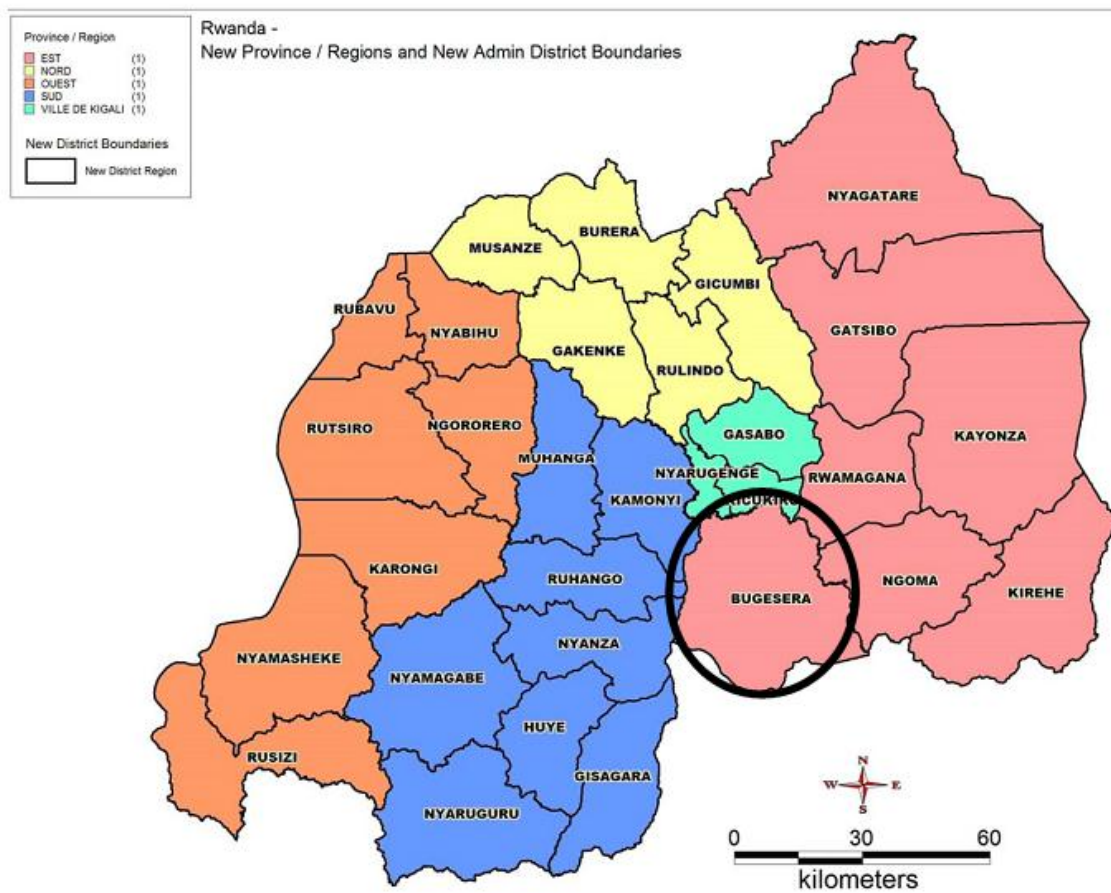 Rwanda -
New Province / Regions and New Admin District Boundaries
Province / Region
EST (1)
NORD (1)
OUEST (1)
SUD (1)
VILLE DE KIGALI (1)
New District Boundaries
New District Region
NYAGATARE
BURERA
MUSANZE
GICUMBI
RUBAVU
NYABIHU
GATSIBO
GAKENKE
RULINDO
RUTSIRO
NGORORERO
GASABO
KAYONZA
MUHANGA
NYARUGENGE
RWAMAGANA
KAMONYI
KARONGI
RUHANGO
NGOMA
KIREHE
BUGESERA
NYAMASHEKE
NYANZA
NYAMAGABE
HUYE
RUSIZI
GISAGARA
NYARUGURU
N
W E
S
0 30 60
kilometers